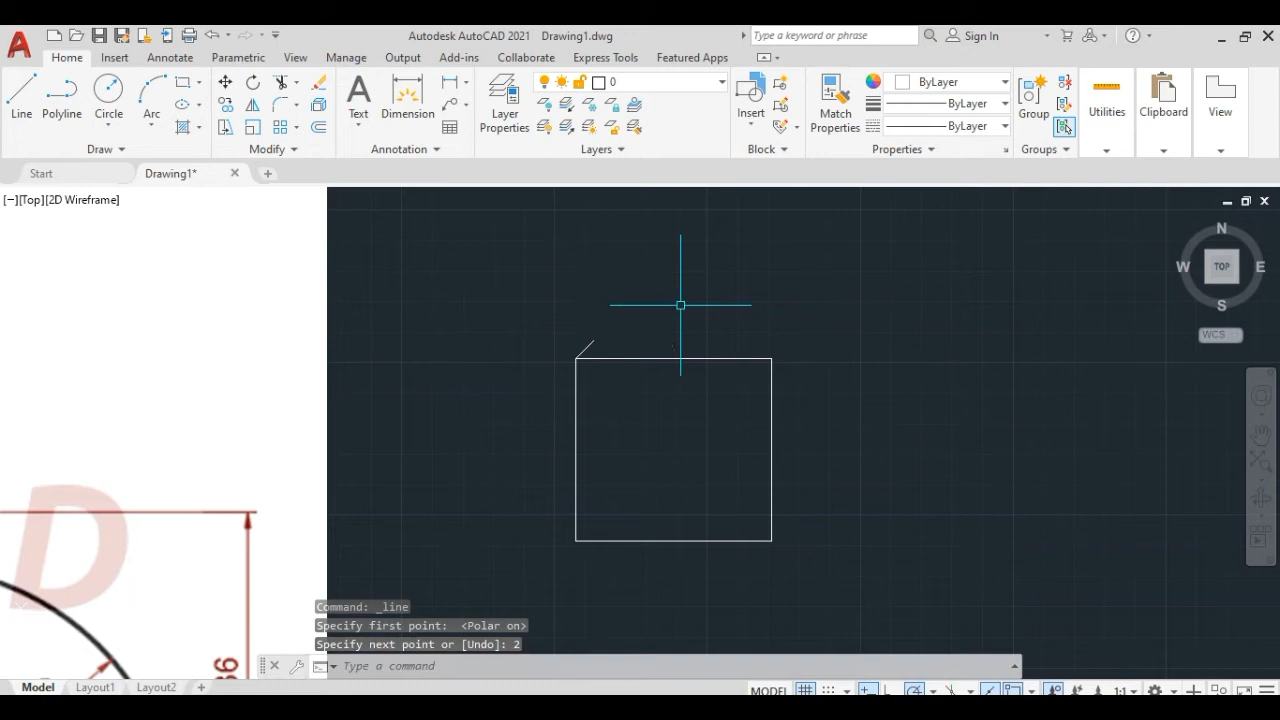 Autodesk AutoCAD 2021 Drawing1.dwg
Type a keyword or phrase
Sign In
Home Insert Annotate Parametric View Manage Output Add-ins Collaborate Express Tools Featured Apps
0
ByLayer
ByLayer
ByLayer
Line Polyline Circle Arc
Text Dimension
Layer
Properties
Insert
Match
Properties
Group
Utilities
Clipboard
View
Draw
Modify
Annotation
Layers
Block
Properties
Groups
Start Drawing1*
[−][Top][2D Wireframe]
N
W TOP E
S
WCS
D
Command: _line
Specify first point: <Polar on>
Specify next point or [Undo]: 2
Type a command
Model Layout1 Layout2
MODEL
1:1